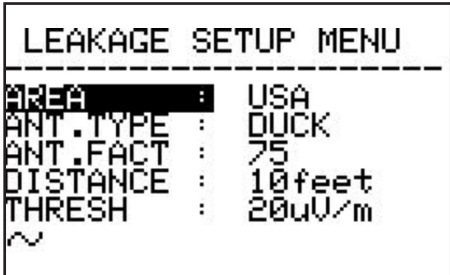 LEAKAGE SETUP MENU
--------------------
AREA : USA
ANT.TYPE : DUCK
ANT.FACT : 75
DISTANCE : 10feet
THRESH : 20uV/m
~